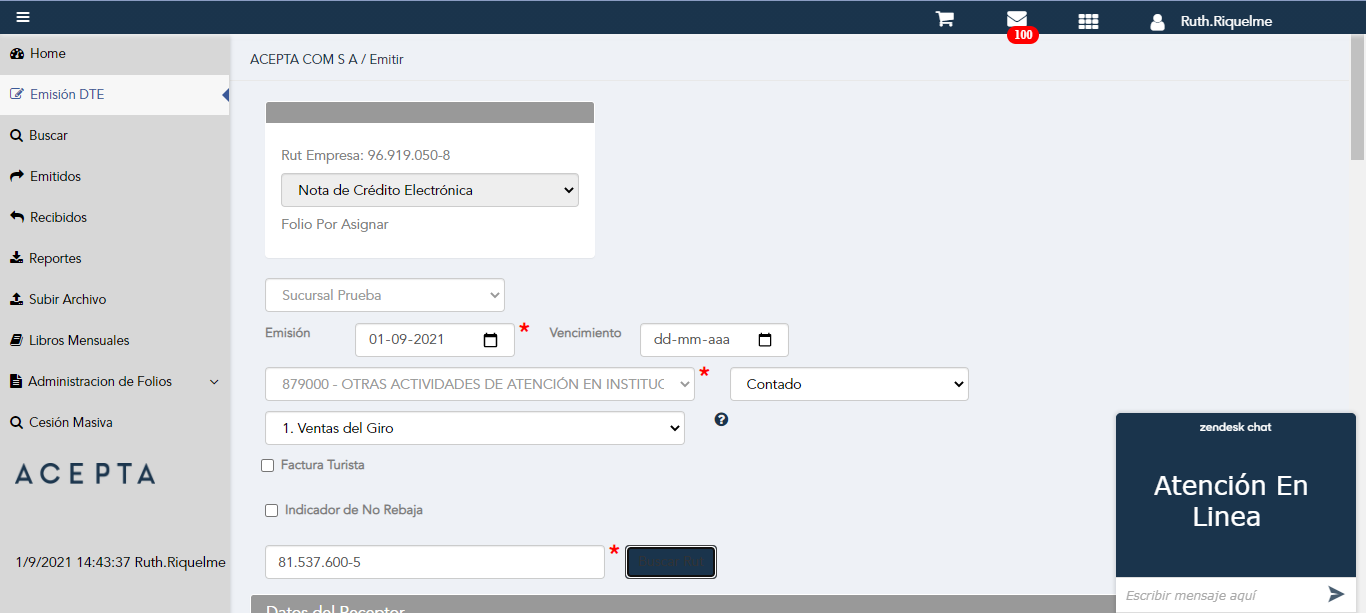 Ruth.Riquelme
100
Home
ACEPTA COM S A / Emitir
Emisión DTE
Buscar
Emitidos
Recibidos
Reportes
Subir Archivo
Libros Mensuales
Administracion de Folios
Cesión Masiva
ACEPTA
1/9/2021 14:43:37 Ruth.Riquelme
Rut Empresa: 96.919.050-8
Nota de Crédito Electrónica
Folio Por Asignar
Sucursal Prueba
Emisión 01-09-2021 * Vencimiento dd-mm-aaa
879000 - OTRAS ACTIVIDADES DE ATENCIÓN EN INSTITUC * Contado
1. Ventas del Giro ?
Factura Turista
Indicador de No Rebaja
81.537.600-5 *
Datos del Receptor
zendesk chat
Atención En
Linea
Escribir mensaje aquí